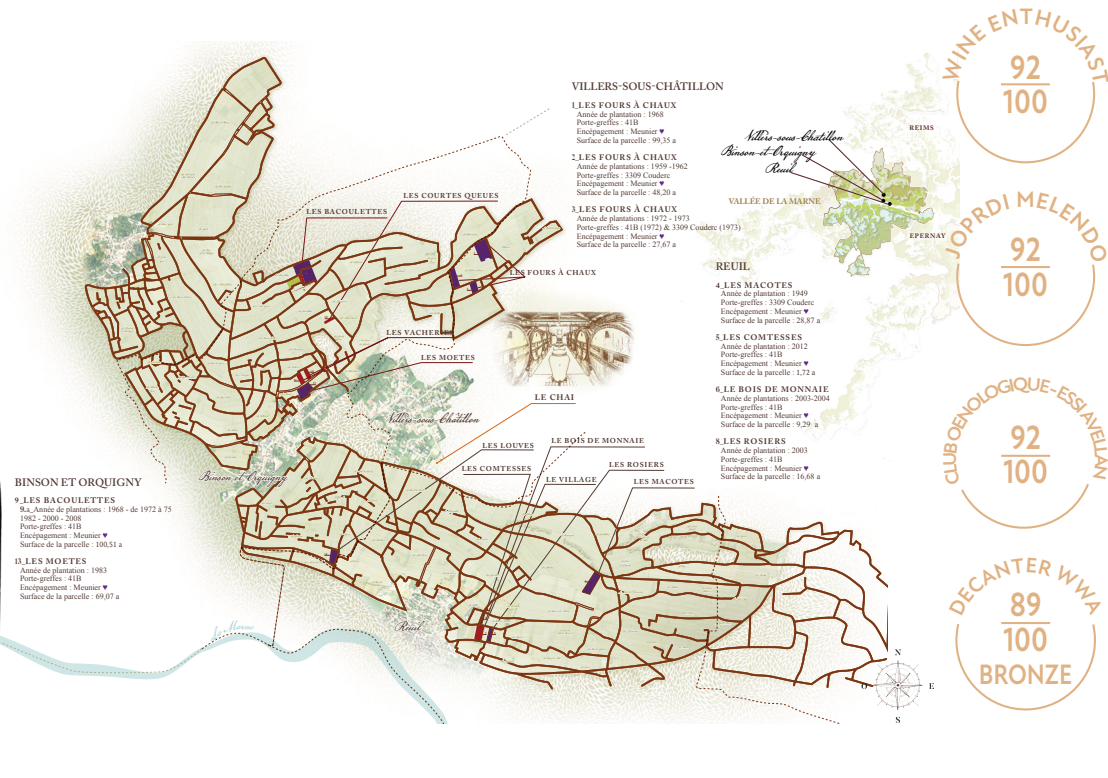 VILLERS-SOUS-CHÂTILLON
1_LES FOURS À CHAUX
Année de plantation : 1968
Porte-greffes : 41B
Encépagement : Meunier ♥
Surface de la parcelle : 99,35 a
2_LES FOURS À CHAUX
Année de plantations : 1959 -1962
Porte-greffes : 3309 Couderc
Encépagement : Meunier ♥
Surface de la parcelle : 48,20 a
3_LES FOURS À CHAUX
Année de plantations : 1972 - 1973
Porte-greffes : 41B (1972) & 3309 Couderc (1973)
Encépagement : Meunier ♥
Surface de la parcelle : 27,67 a
REIMS
Villers-sous-Châtillon
Binson-et-Orquigny
Reuil
VALLÉE DE LA MARNE
EPERNAY
REUIL
4_LES MACOTES
Année de plantation : 1949
Porte-greffes : 3309 Couderc
Encépagement : Meunier ♥
Surface de la parcelle : 28,87 a
5_LES COMTESSES
Année de plantation : 2012
Porte-greffes : 41B
Encépagement : Meunier ♥
Surface de la parcelle : 1,72 a
6_LE BOIS DE MONNAIE
Année de plantations : 2003-2004
Porte-greffes : 41B
Encépagement : Meunier ♥
Surface de la parcelle : 9,29 a
8_LES ROSIERS
Année de plantation : 2003
Porte-greffes : 41B
Encépagement : Meunier ♥
Surface de la parcelle : 16,68 a
LES COURTES QUEUES
LES BACOULETTES
LES FOURS À CHAUX
LES VACHERIES
LES MOETES
LE CHAI
Villers-sous-Châtillon
Binson et Orquigny
LES LOUVES
LE BOIS DE MONNAIE
LES COMTESSES
LES ROSIERS
LE VILLAGE
LES MACOTES
BINSON ET ORQUIGNY
9_LES BACOULETTES
9.a_Année de plantations : 1968 - de 1972 à 75
1982 - 2000 - 2008
Porte-greffes : 41B
Encépagement : Meunier ♥
Surface de la parcelle : 100,51 a
13_LES MOETES
Année de plantation : 1983
Porte-greffes : 41B
Encépagement : Meunier ♥
Surface de la parcelle : 69,07 a
La Marne
Reuil
N
O
E
S
WINE ENTHUSIAST
92
100
JOPRDI MELENDO
92
100
CLUBOENOLOGIQUE-ESSIAVELLAN
92
100
DECANTER WWA
89
100
BRONZE